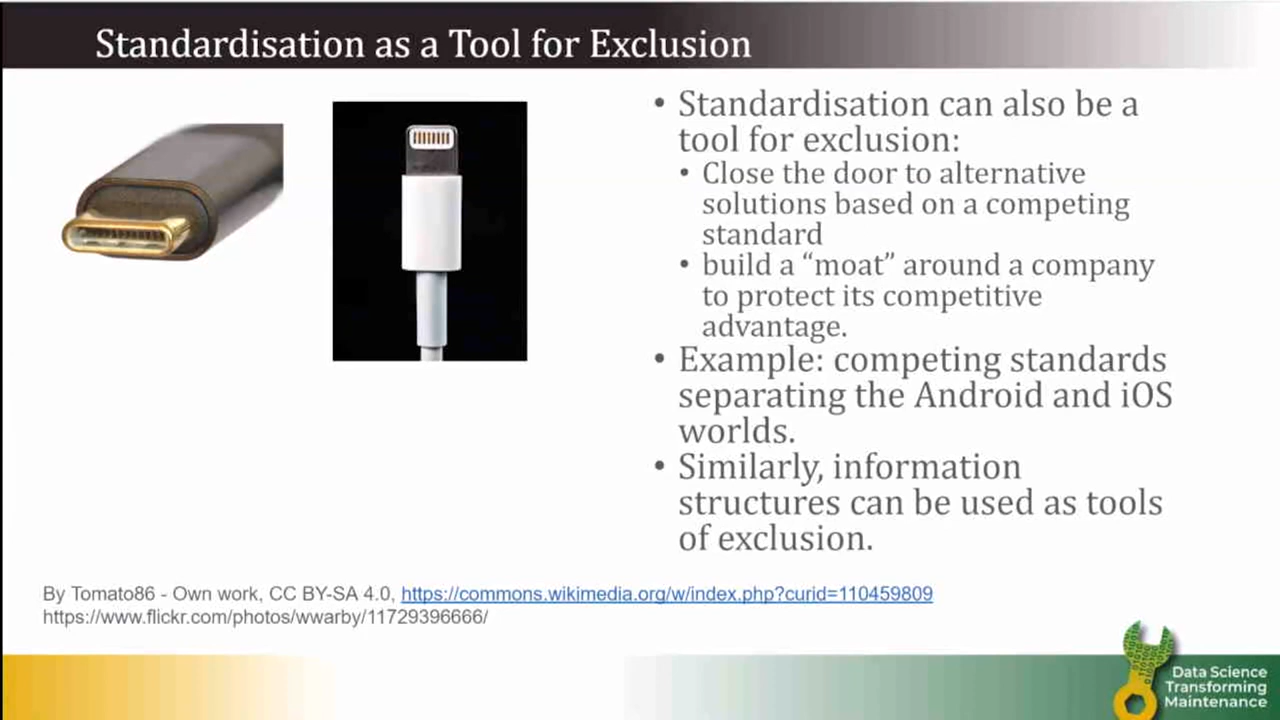 Standardisation as a Tool for Exclusion
• Standardisation can also be a
tool for exclusion:
• Close the door to alternative
solutions based on a competing
standard
• build a “moat” around a company
to protect its competitive
advantage.
• Example: competing standards
separating the Android and iOS
worlds.
• Similarly, information
structures can be used as tools
of exclusion.
By Tomato86 - Own work, CC BY-SA 4.0, https://commons.wikimedia.org/w/index.php?curid=110459809
https://www.flickr.com/photos/wwarby/11729396666/
Data Science
Transforming
Maintenance